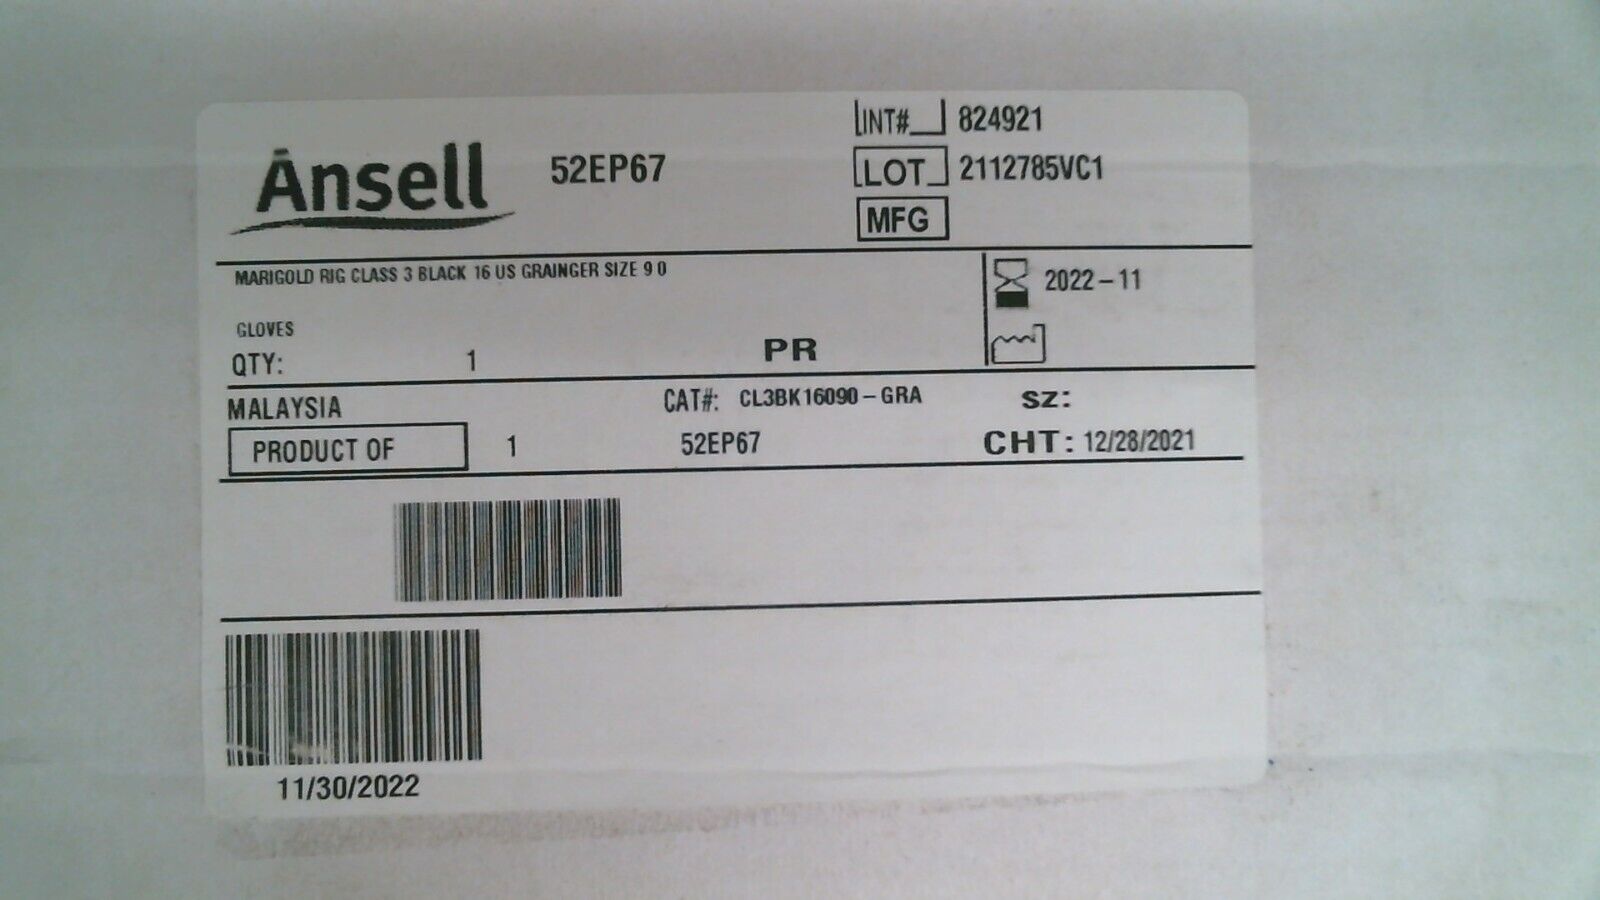 Ansell 52EP67
INT# 824921
LOT 2112785VC1
MFG
MARIGOLD RIG CLASS 3 BLACK 16 US GRAINGER SIZE 9 0
2022-11
GLOVES
QTY: 1 PR
MALAYSIA CAT#: CL3BK16090-GRA SZ:
PRODUCT OF 1 52EP67 CHT: 12/28/2021
11/30/2022